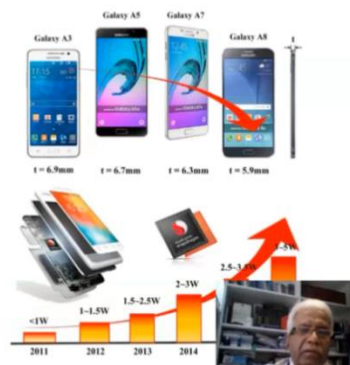 Galaxy A3
Galaxy A5
Galaxy A7
Galaxy A8
t
t = 6.9mm
t = 6.7mm
t = 6.3mm
t = 5.9mm
<1W
1~1.5W
1.5~2.5W
2~3W
2.5~3.5W
2011
2012
2013
2014